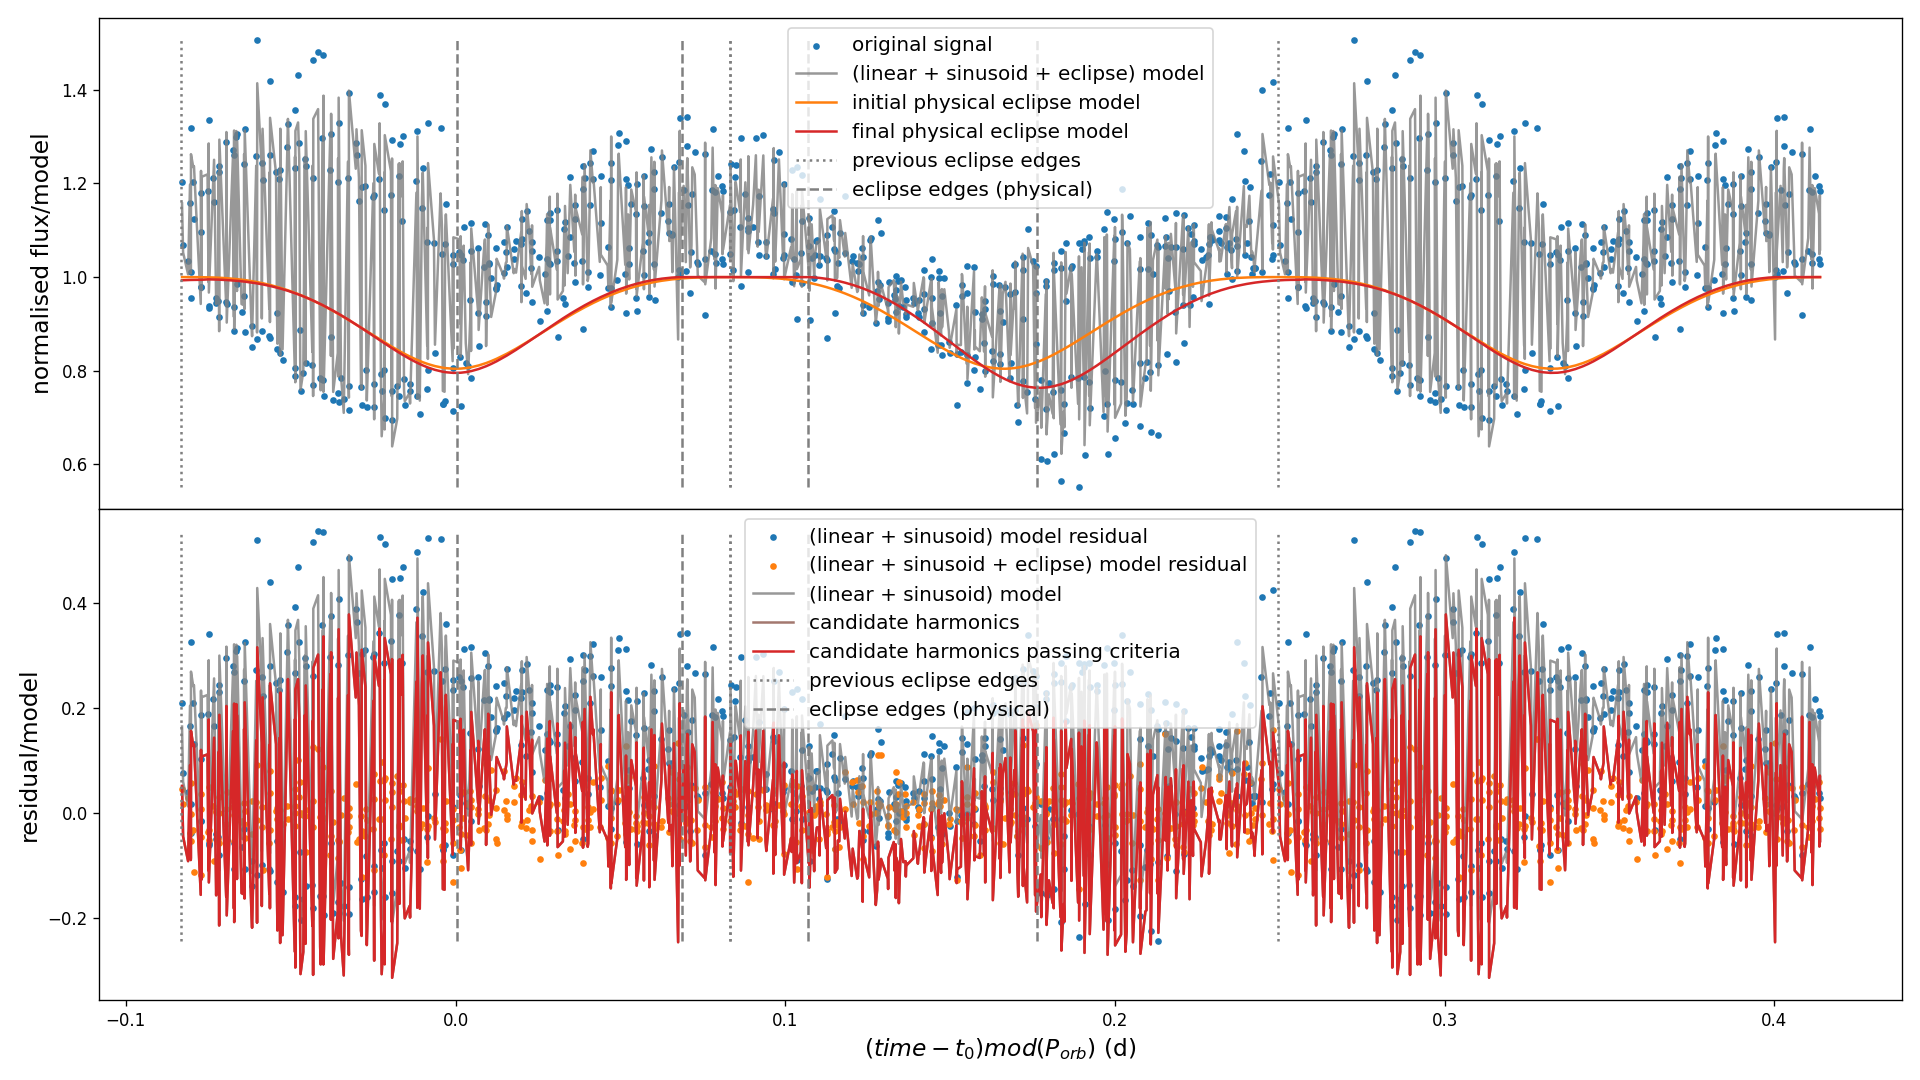 original signal
(linear + sinusoid + eclipse) model
initial physical eclipse model
final physical eclipse model
previous eclipse edges
eclipse edges (physical)
normalised flux/model
1.4
1.2
1.0
0.8
0.6
(linear + sinusoid) model residual
(linear + sinusoid + eclipse) model residual
(linear + sinusoid) model
candidate harmonics
candidate harmonics passing criteria
previous eclipse edges
eclipse edges (physical)
residual/model
0.4
0.2
0.0
−0.2
−0.1 0.0 0.1 0.2 0.3 0.4
(time − t₀)mod(Pₒᵣb) (d)